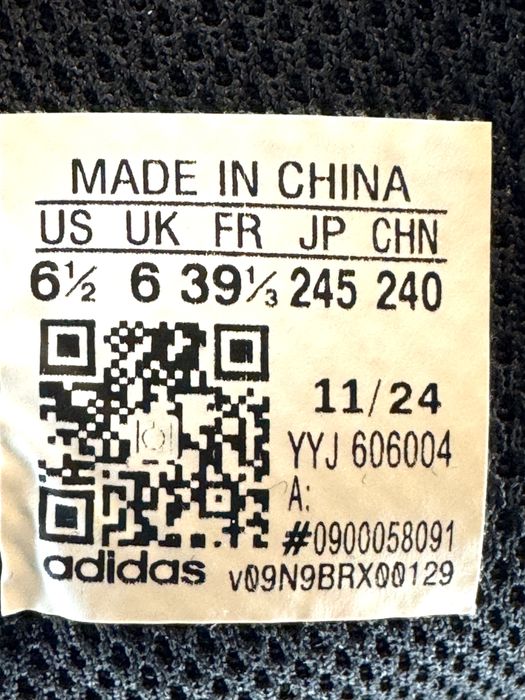 MADE IN CHINA
US UK FR JP CHN
6½ 6 39⅓ 245 240
11/24
YYJ 606004
A:
#0900058091
adidas v09N9BRX00129